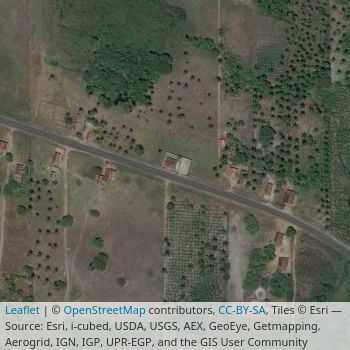 Leaflet | © OpenStreetMap contributors, CC-BY-SA, Tiles © Esri —
Source: Esri, i-cubed, USDA, USGS, AEX, GeoEye, Getmapping,
Aerogrid, IGN, IGP, UPR-EGP, and the GIS User Community